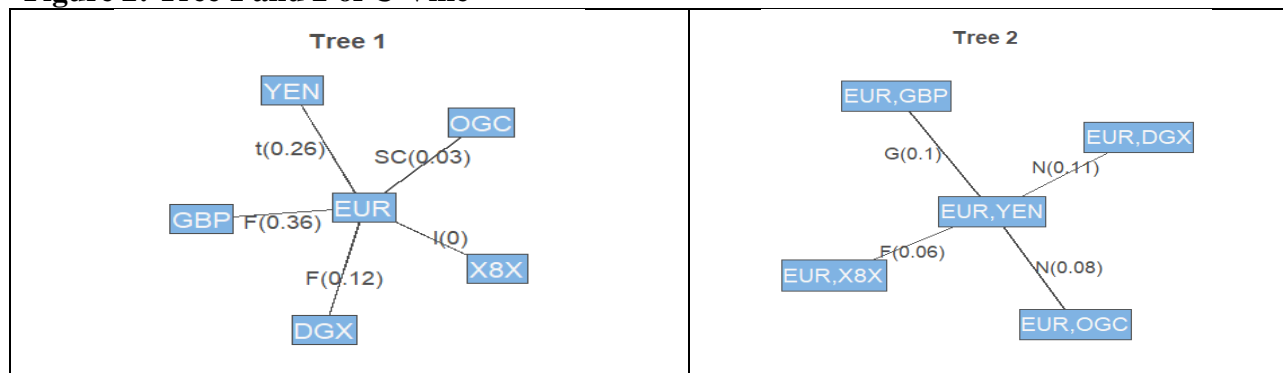 Tree 1
YEN
OGC
t(0.26)
SC(0.03)
EUR
GBP
F(0.36)
I(0)
X8X
F(0.12)
DGX
Tree 2
EUR,GBP
EUR,DGX
G(0.1)
N(0.11)
EUR,YEN
F(0.06)
EUR,X8X
N(0.08)
EUR,OGC